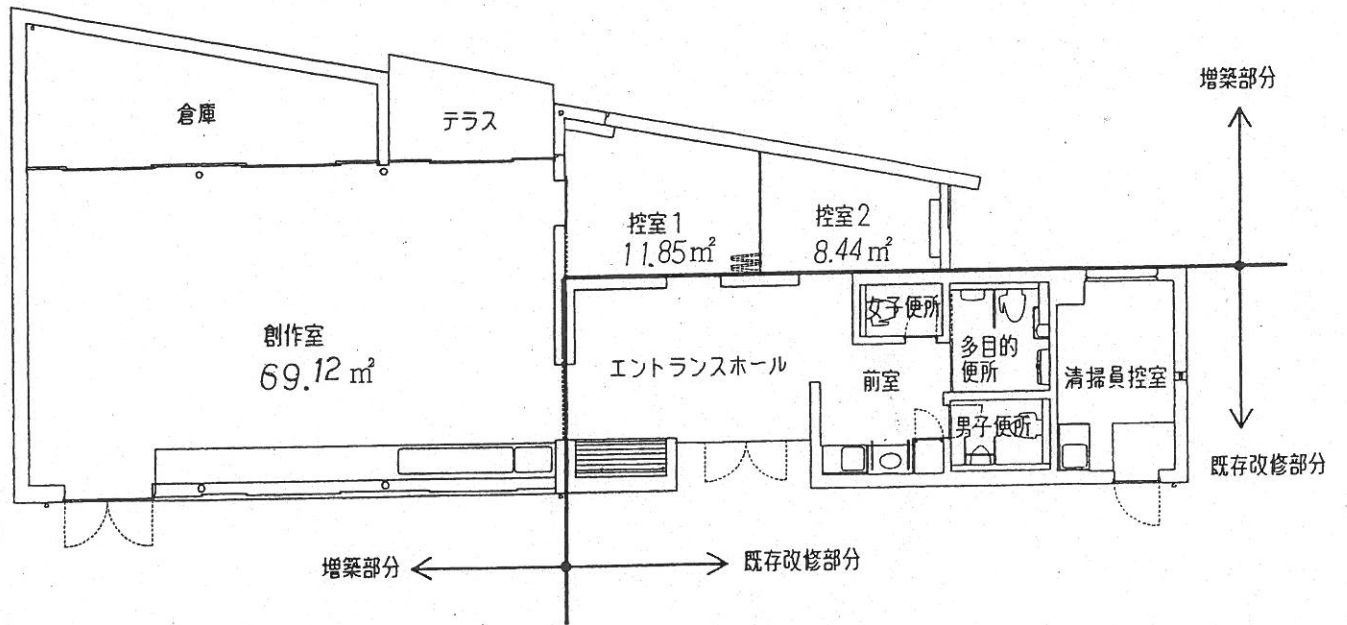 増築部分
倉庫
テラス
控室1
11.85㎡
控室2
8.44㎡
女子便所
創作室
69.12㎡
エントランスホール
前室
多目的
便所
清掃員控室
男子便所
既存改修部分
増築部分
既存改修部分